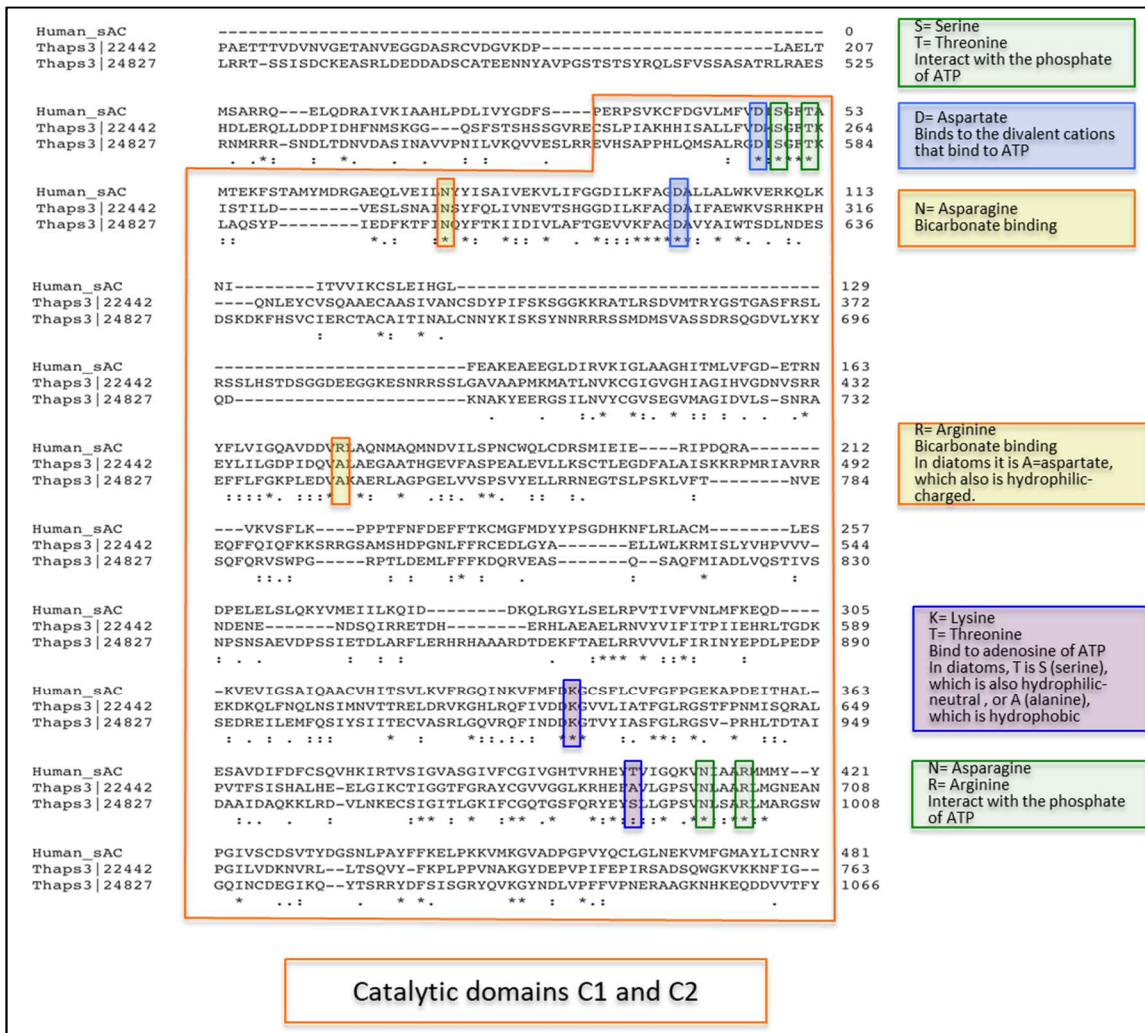 Human_sAC ------------------------------------------------------------ 0
Thaps3|22442 PAETTTVDVNVGETANVEGGDASRCVDGVKDP-----------------------LAELT 207
Thaps3|24827 LRRT-SSISDCKEASRLDEDDADSCATEENNYAVPGSTSTSYRQLSFVSSASATRLRAES 525
S= Serine
T= Threonine
Interact with the phosphate
of ATP
Human_sAC MSARRQ---ELQDRAIVKIAAHLPDLIVYGDFS----PERPSVKCFDGVLMFVDISGFTA 53
Thaps3|22442 HDLERQLLDDPIDHFNMSKGG--QSFSTSHSSGVRECSLPIAKHHISALLFVDMSGFTK 264
Thaps3|24827 RNMRRR-SNDLTDNVDASINAVVPNILVKQVVESLRREVHSAPPHLQMSALRGDISGFTK 584
D= Aspartate
Binds to the divalent cations
that bind to ATP
Human_sAC MTEKFSTAMYMDRGAEQLVEILNYYISAIVEKVLIFGGDILKFAGDALLALWKVERKQLK 113
Thaps3|22442 ISTILD--------VESLSNAINSYFQLIVNEVTSHGGDILKFAGDAIFAEWKVSRHKPH 316
Thaps3|24827 LAQSYP--------IEDFKTFINQYFTKIIDIVLAFTGEVVKFAGDAVYAIWTSDLNDES 636
N= Asparagine
Bicarbonate binding
Human_sAC NI--------ITVVIKCSLEIHGL------------------------------------ 129
Thaps3|22442 ----QNLEYCVSQAAECAASIVANCSDYPIFSKSGGKKRATLRSDVMTRYGSTGASFRSL 372
Thaps3|24827 DSKDKFHSVCIERCTACAITINALCNNYKISKSYNNRRRSSMDMSVASSDRSQGDVLYKY 696
Human_sAC -------------------------FEAKEAEEGLDIRVKIGLAAGHITMLVFGD-ETRN 163
Thaps3|22442 RSSLHSTDSGGDEEGGKESNRRSSLGAVAAPMKMATLNVKCGIGVGHIAGIHVGDNVSRR 432
Thaps3|24827 QD-----------------------KNAKYEERGSILNVYCGVSEGVMAGIDVLS-SNRA 732
Human_sAC YFLVIGQAVDDVRLAQNMAQMNDVILSPNCWQLCDRSMIEIE----RIPDQRA------- 212
Thaps3|22442 EYLILGDPIDQVALAEGAATHGEVFASPEALEVLLKSCTLEGDFALAISKKRPMRIAVRR 492
Thaps3|24827 EFFLFGKPLEDVAKAERLAGPGELVVSPSVYELLRRNEGTSLPSKLVFT-------NVE 784
R= Arginine
Bicarbonate binding
In diatoms it is A=aspartate,
which also is hydrophilic-
charged.
Human_sAC ---VKVSFLK----PPPTFNFDEFFTKCMGFMDYYPSGDHKNFLRLACM------LES 257
Thaps3|22442 EQFFQIQFKKSRRGSAMSHDPGNLFFRCEDLGYA-------ELLWLKRMISLYVHPVVV- 544
Thaps3|24827 SQFQRVSWPG----RPTLDEMLFFFKDQRVEAS-------Q--SAQFMIADLVQSTIVS 830
Human_sAC DPELELSLQKYVMEIILKQID---------DKQLRGYLSELRPVTIVFVNLMFKEQD---- 305
Thaps3|22442 NDENE----NDSQIRRETDH--------ERHLAEAELRNVYVIFITPIIEHRLTGDK 589
Thaps3|24827 NPSNSAEVDPSSIETDLARFLERHRHAAARDTDEKFTAELRRVVVLFIRINYEPDLPEDP 890
Human_sAC -KVEVIGSAIQAACVHITSVLKVFRGQINKVFMFDKGCSFLCVFGFPGEKAPDEITHAL- 363
Thaps3|22442 EKDKQLFQNLNSIMNVTTRELDRVKGHLRQFIVDDKGVVLIATFGLRGSTFPNMISQRAL 649
Thaps3|24827 SEDREILEMFQSIYSIITECVASRLGQVRQFINDDKGTVYIASFGLRGSV-PRHLTDTAI 949
K= Lysine
T= Threonine
Bind to adenosine of ATP
In diatoms, T is S (serine),
which is also hydrophilic-
neutral , or A (alanine),
which is hydrophobic
Human_sAC ESAVDIFDFCSQVHKIRTVSIGVASGIVFCGIVGHTVRHEYTVIGQKVNIAARMMMY--Y 421
Thaps3|22442 PVTFSISHALHE-ELGIKCTIGGTFGRAYCGVVGGLKRHEFAVLGPSVNLAARLMGNEAN 708
Thaps3|24827 DAAIDAQKKLRD-VLNKECSIGITLGKIFCGQTGSFQRYEYSLLGPSVNLSARLMARGSW 1008
N= Asparagine
R= Arginine
Interact with the phosphate
of ATP
Human_sAC PGIVSCDSVTYDGSNLPAYFFKELPKKVMKGVADPGPVYQCLGLNEKVMFGMAYLICNRY 481
Thaps3|22442 PGILVDKNVRL--LTSQVY-FKPLPPVNAKGYDEPVPIFEPIRSADSQWGKVKKNFIG-- 763
Thaps3|24827 GQINCDEGIKQ--YTSRRYDFSISGRYQVKGYNDLVPFFVPNERAAGKNHKEQDDVVTFY 1066
Catalytic domains C1 and C2